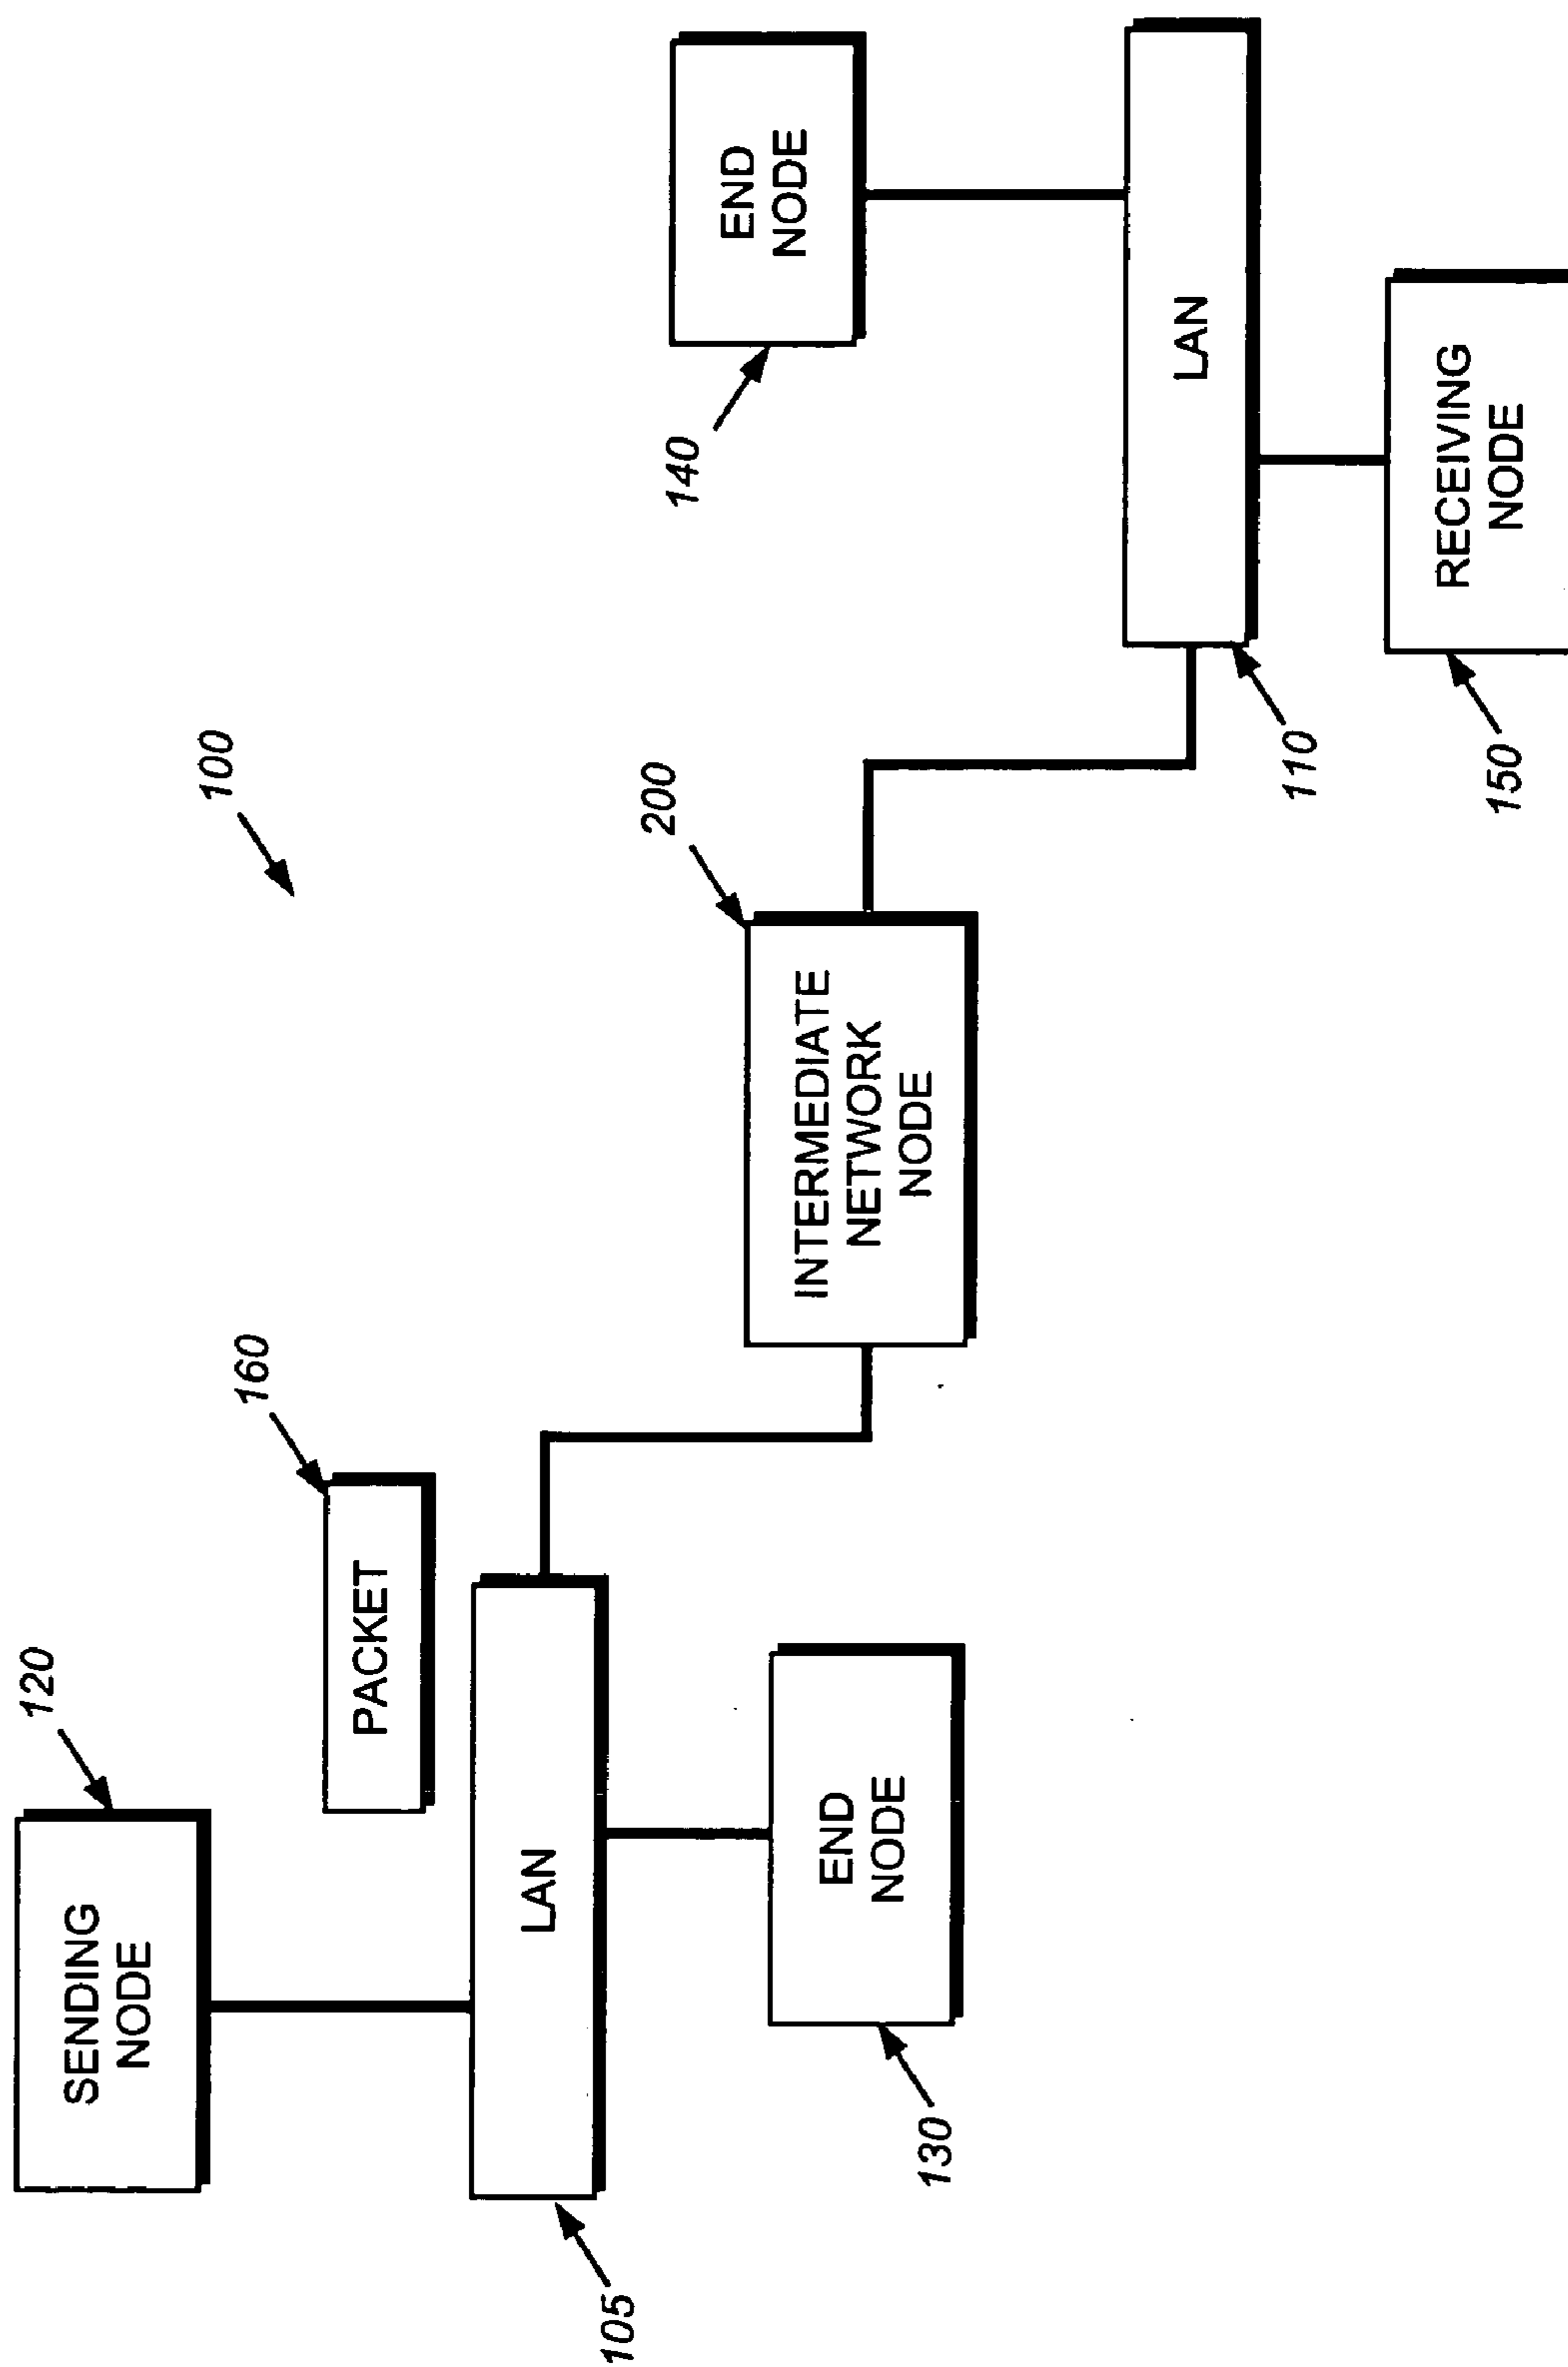 100
120
SENDING
NODE
160
PACKET
LAN
105
END
NODE
130
200
INTERMEDIATE
NETWORK
NODE
140
END
NODE
LAN
110
RECEIVING
NODE
150